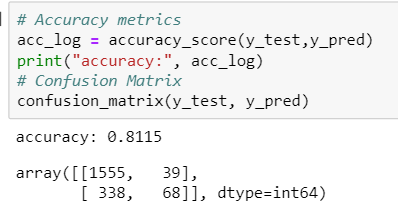 # Accuracy metrics
acc_log = accuracy_score(y_test,y_pred)
print("accuracy:", acc_log)
# Confusion Matrix
confusion_matrix(y_test, y_pred)
accuracy: 0.8115
array([[1555,   39],
       [ 338,   68]], dtype=int64)